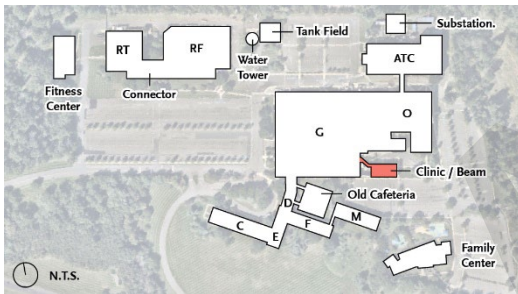 Substation.
Tank Field
RT
RF
ATC
Water
Tower
Fitness
Center
Connector
O
G
Clinic / Beam
Old Cafeteria
D
M
C
F
E
Family
Center
N.T.S.